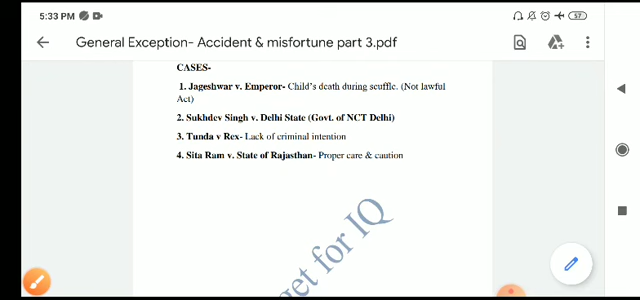 5:33 PM
57
General Exception- Accident & misfortune part 3.pdf
CASES-
1. Jageshwar v. Emperor- Child's death during scuffle. (Not lawful
Act)
2. Sukhdev Singh v. Delhi State (Govt. of NCT Delhi)
3. Tunda v Rex- Lack of criminal intention
4. Sita Ram v. State of Rajasthan- Proper care & caution
get for IQ